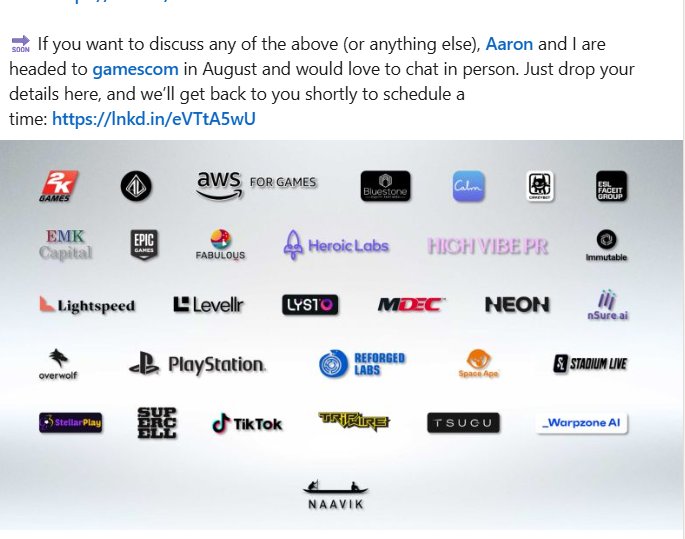 SOON If you want to discuss any of the above (or anything else), Aaron and I are
headed to gamescom in August and would love to chat in person. Just drop your
details here, and we'll get back to you shortly to schedule a
time: https://lnkd.in/eVTtA5wU
2K GAMES
aws FOR GAMES
Bluestone
Calm
ESL FACEIT GROUP
EMK Capital
EPIC GAMES
FABULOUS
Heroic Labs
HIGH VIBE PR
immutable
Lightspeed
Levellr
LYSTO
MDEC
NEON
nSure.ai
overwolf
PlayStation
REFORGED LABS
Space Ape
STADIUM LIVE
StellarPlay
SUPERCELL
TikTok
TRIPWIRE
TSUGU
_Warpzone AI
NAAVIK